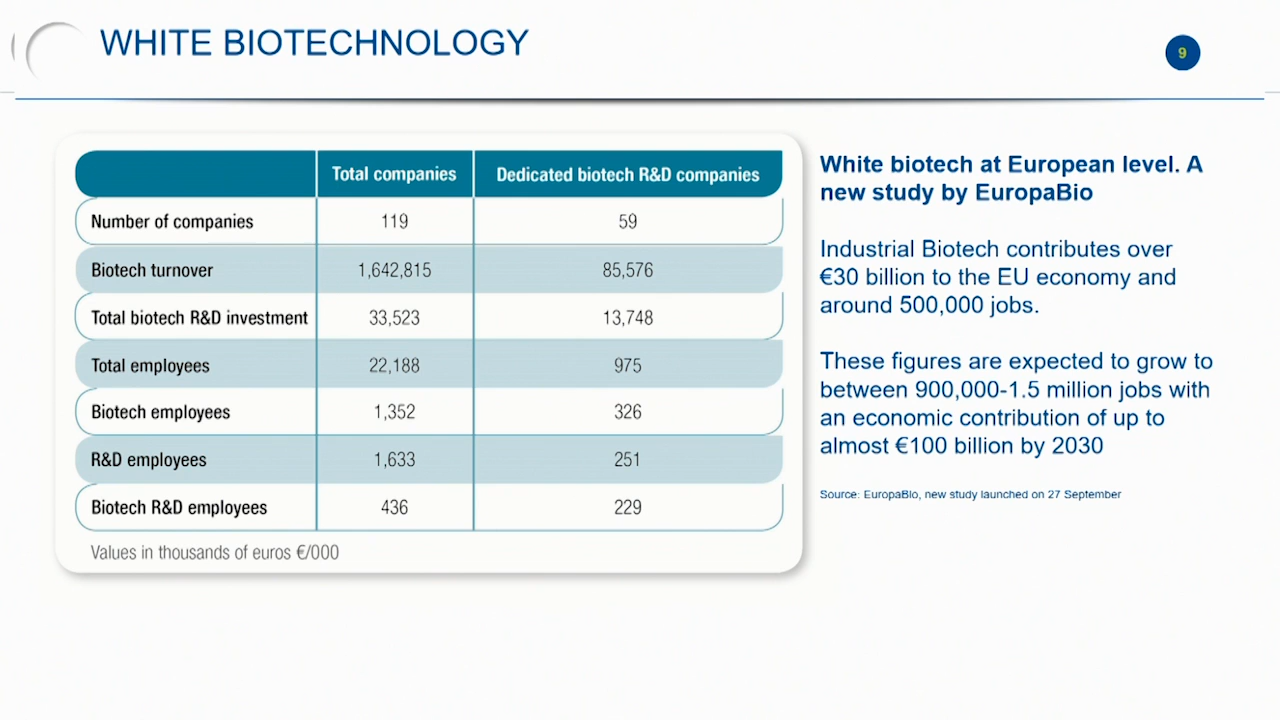 WHITE BIOTECHNOLOGY
9
Total companies Dedicated biotech R&D companies
Number of companies 119 59
Biotech turnover 1,642,815 85,576
Total biotech R&D investment 33,523 13,748
Total employees 22,188 975
Biotech employees 1,352 326
R&D employees 1,633 251
Biotech R&D employees 436 229
Values in thousands of euros €/000
White biotech at European level. A
new study by EuropaBio
Industrial Biotech contributes over
€30 billion to the EU economy and
around 500,000 jobs.
These figures are expected to grow to
between 900,000-1.5 million jobs with
an economic contribution of up to
almost €100 billion by 2030
Source: EuropaBIo, new study launched on 27 September